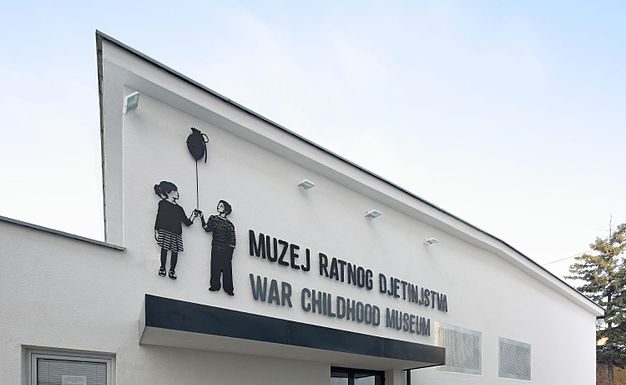 MUZEJ RATNOG DJETINJSTVA
WAR CHILDHOOD MUSEUM